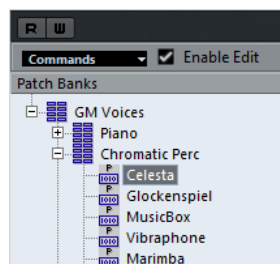 R W
Commands Enable Edit
Patch Banks
GM Voices
Piano
Chromatic Perc
P Celesta
P Glockenspiel
P MusicBox
P Vibraphone
P Marimba